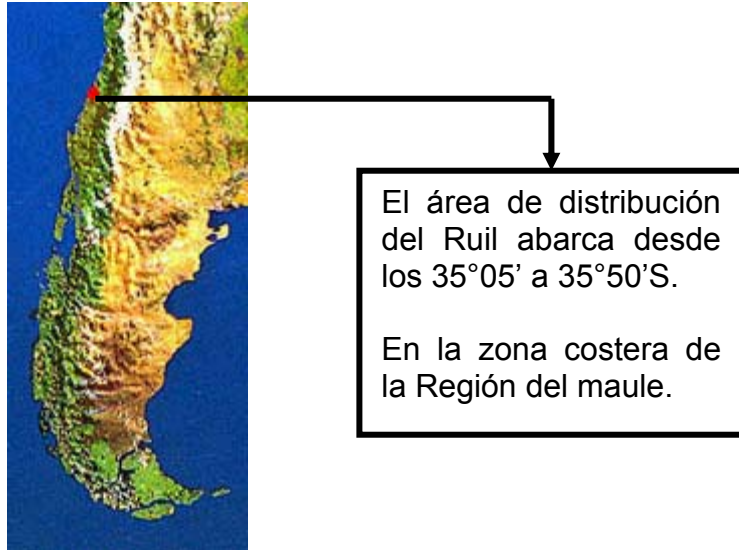 El área de distribución
del Ruil abarca desde
los 35°05’ a 35°50’S.
En la zona costera de
la Región del maule.